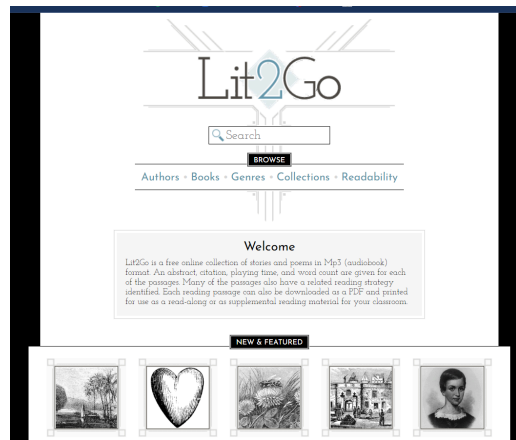 Lit2Go
Search
BROWSE
Authors • Books • Genres • Collections • Readability
Welcome
Lit2Go is a free online collection of stories and poems in Mp3 (audiobook)
format. An abstract, citation, playing time, and word count are given for each
of the passages. Many of the passages also have a related reading strategy
identified. Each reading passage can also be downloaded as a PDF and printed
for use as a read-along or as supplemental reading material for your classroom.
NEW & FEATURED